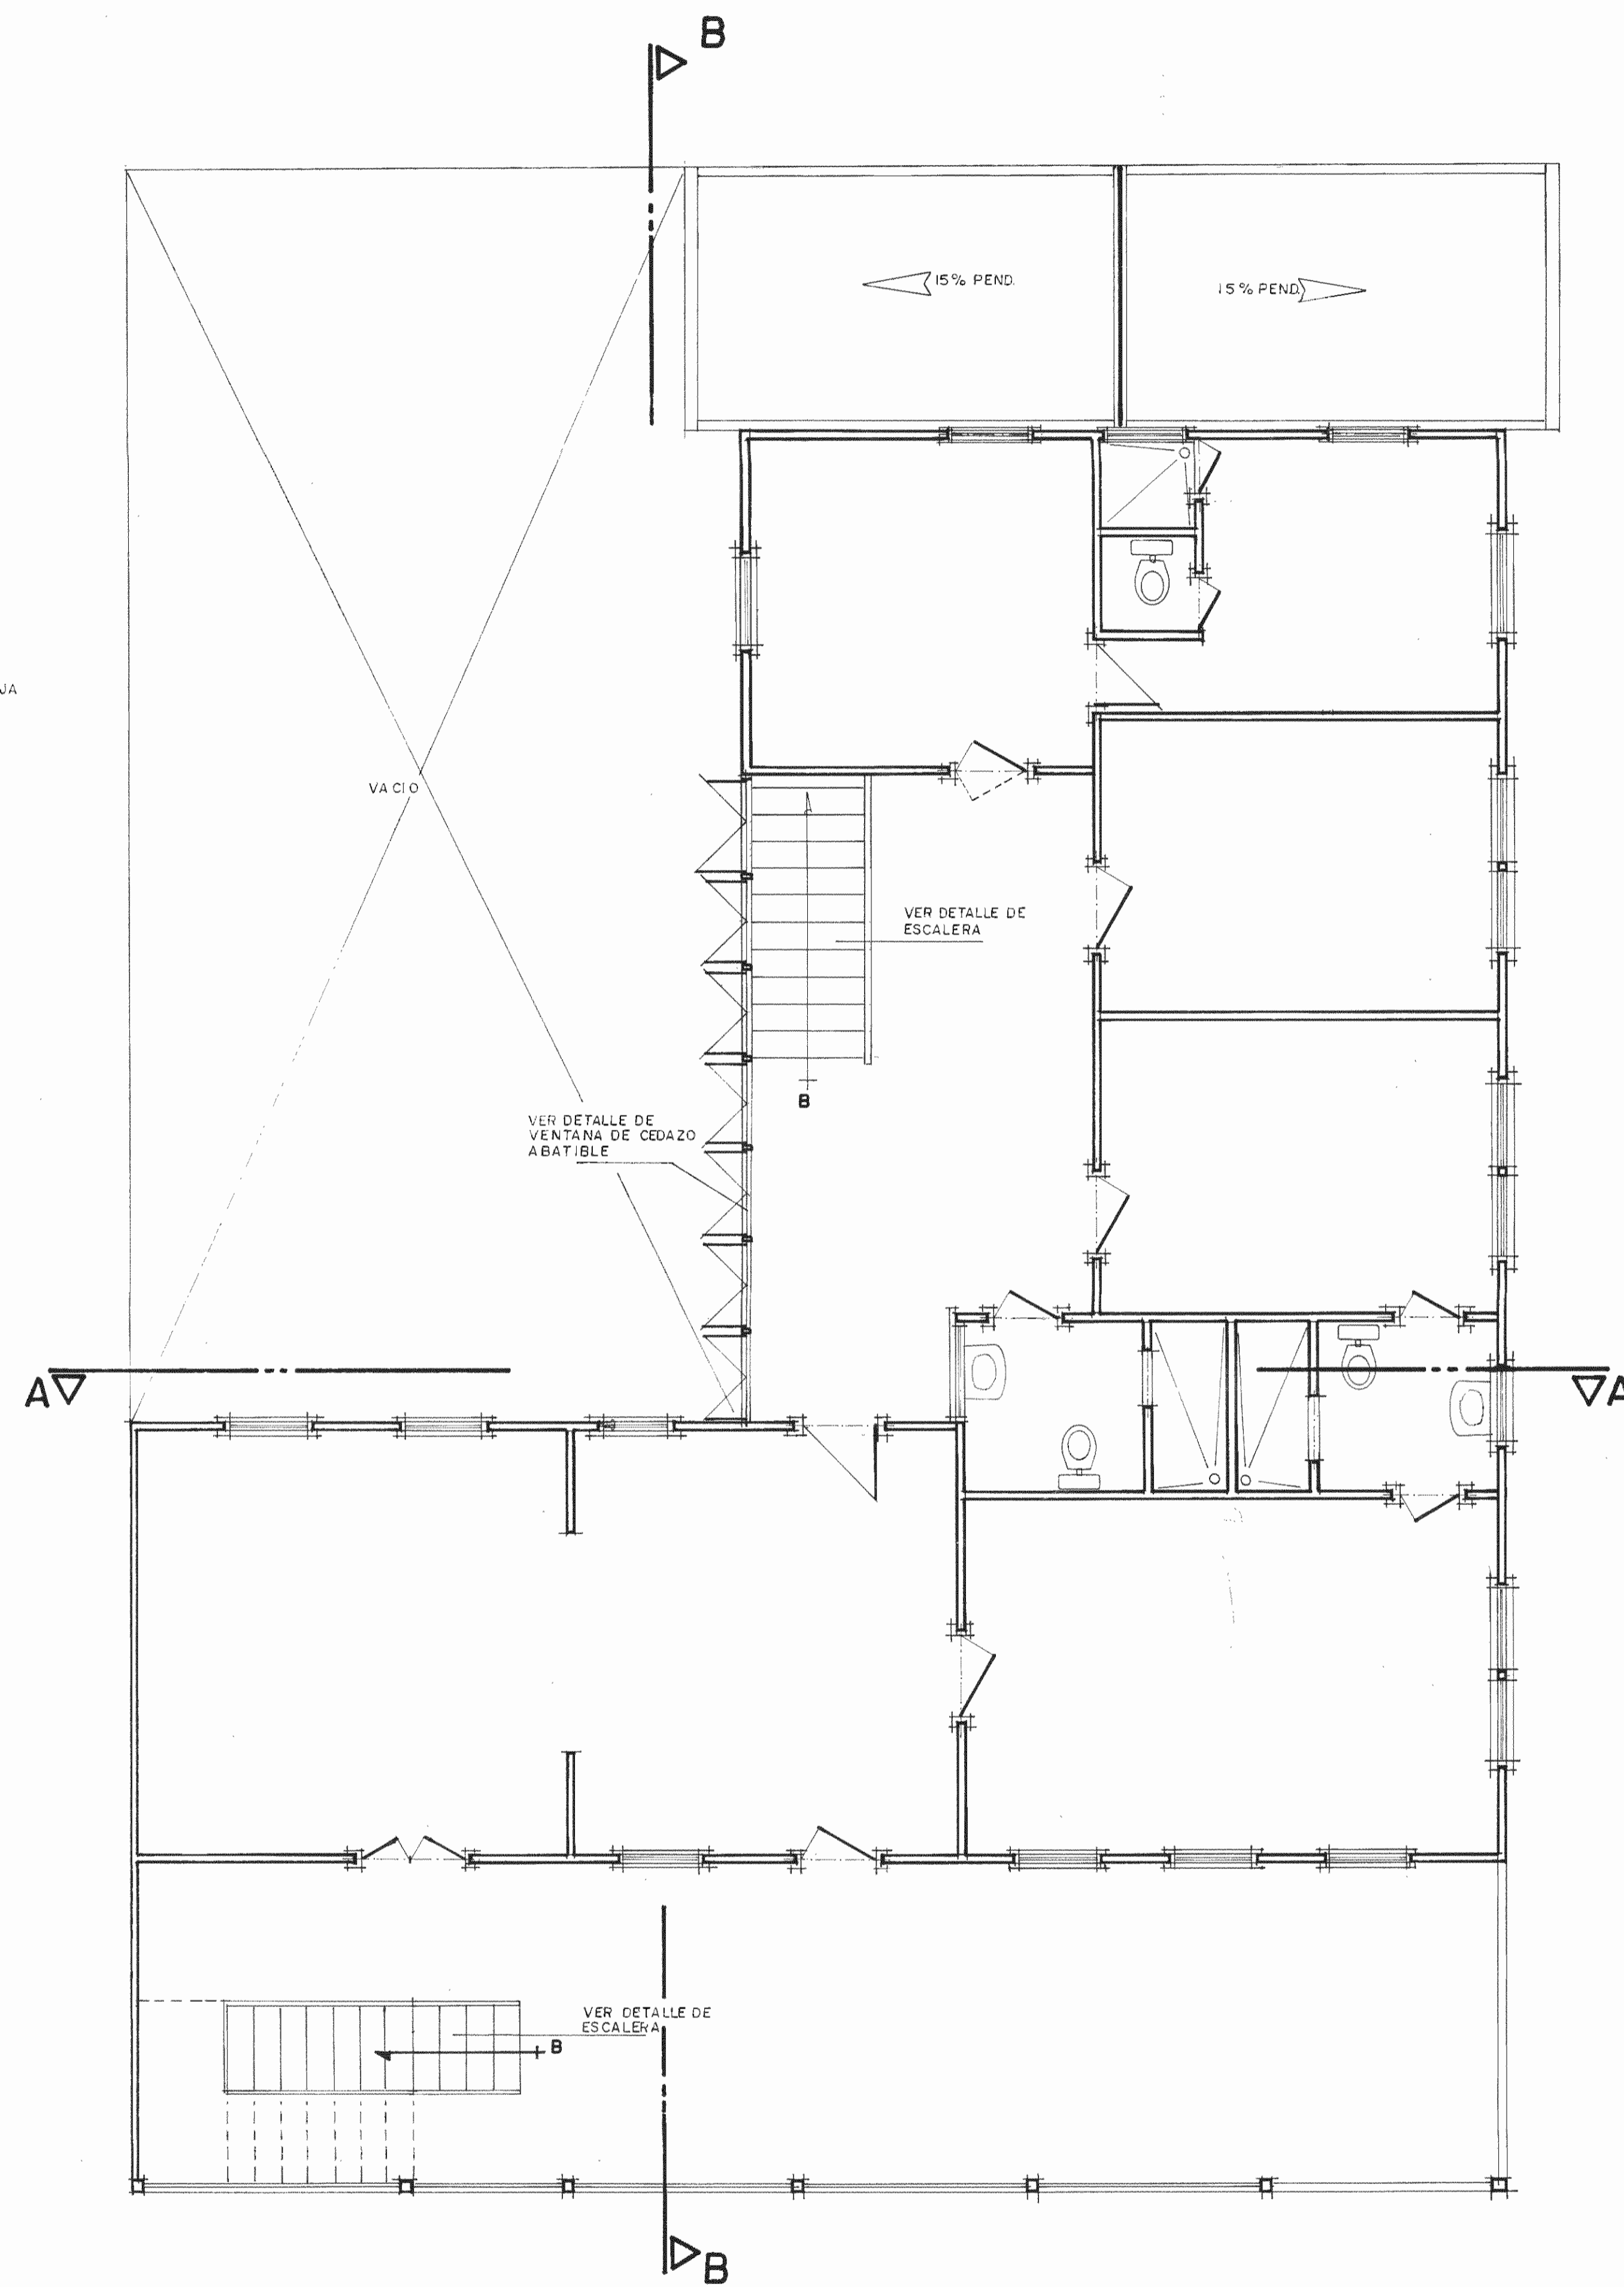 B
15% PEND.
15% PEND.
JA
VACIO
VER DETALLE DE
ESCALERA
B
VER DETALLE DE
VENTANA DE CEDAZO
ABATIBLE
A
A
VER DETALLE DE
ESCALERA
B
B